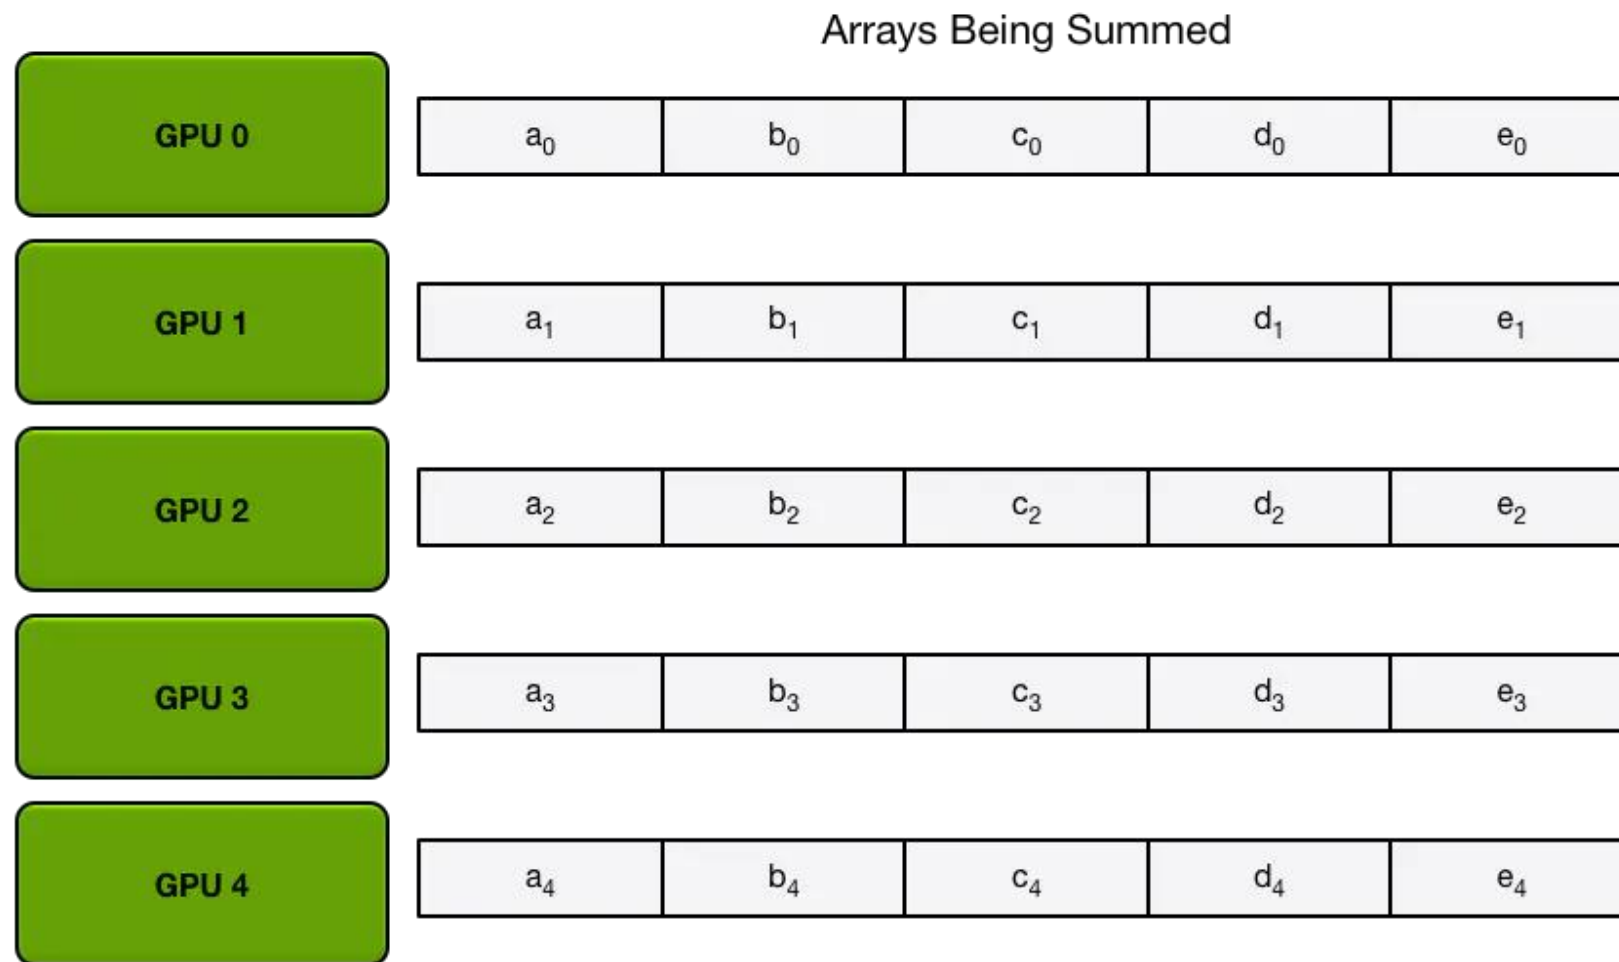 Arrays Being Summed
GPU 0 a₀ b₀ c₀ d₀ e₀
GPU 1 a₁ b₁ c₁ d₁ e₁
GPU 2 a₂ b₂ c₂ d₂ e₂
GPU 3 a₃ b₃ c₃ d₃ e₃
GPU 4 a₄ b₄ c₄ d₄ e₄